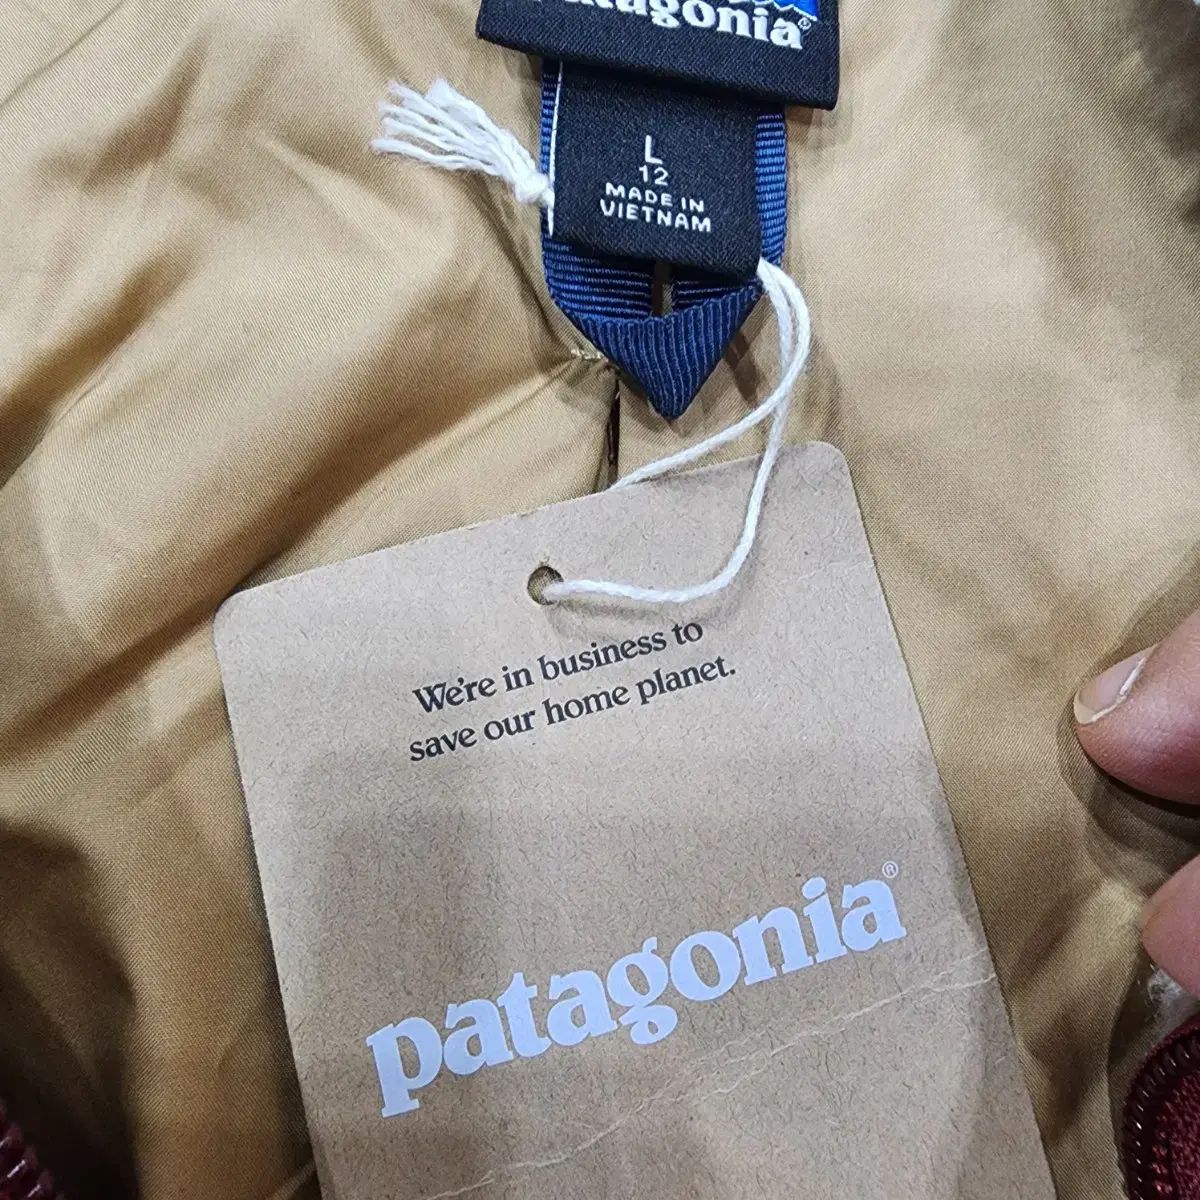 patagonia®
L
12
MADE IN
VIETNAM
We're in business to
save our home planet.
patagonia®